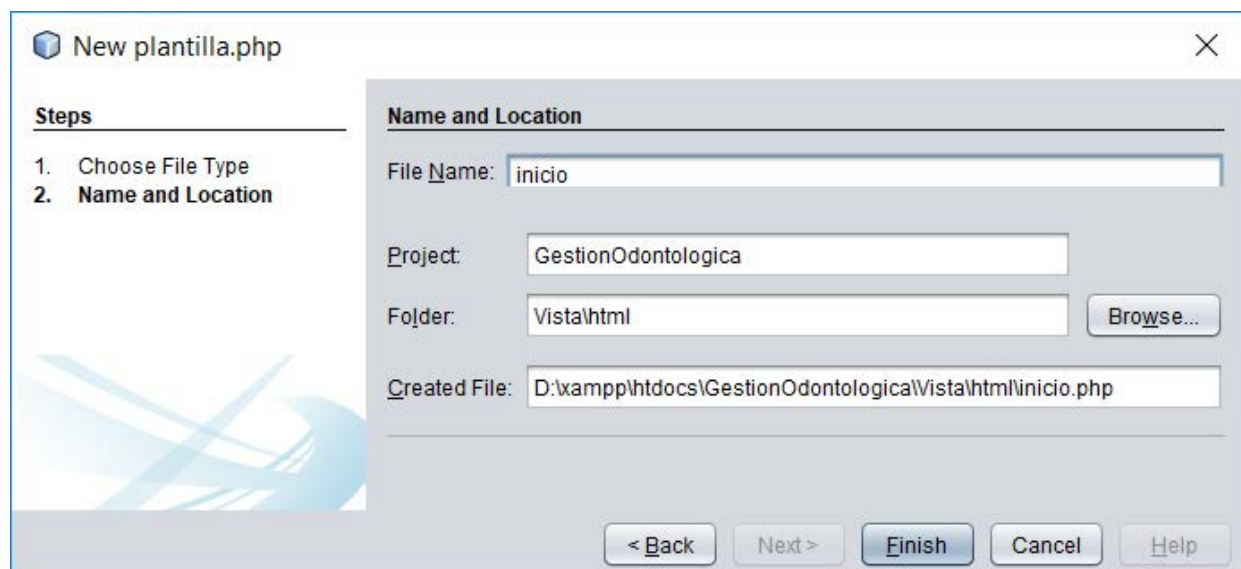 New plantilla.php
Steps
1. Choose File Type
2. Name and Location
Name and Location
File Name: inicio
Project: GestionOdontologica
Folder: Vista\html Browse...
Created File: D:\xampp\htdocs\GestionOdontologica\Vista\html\inicio.php
< Back Next > Finish Cancel Help